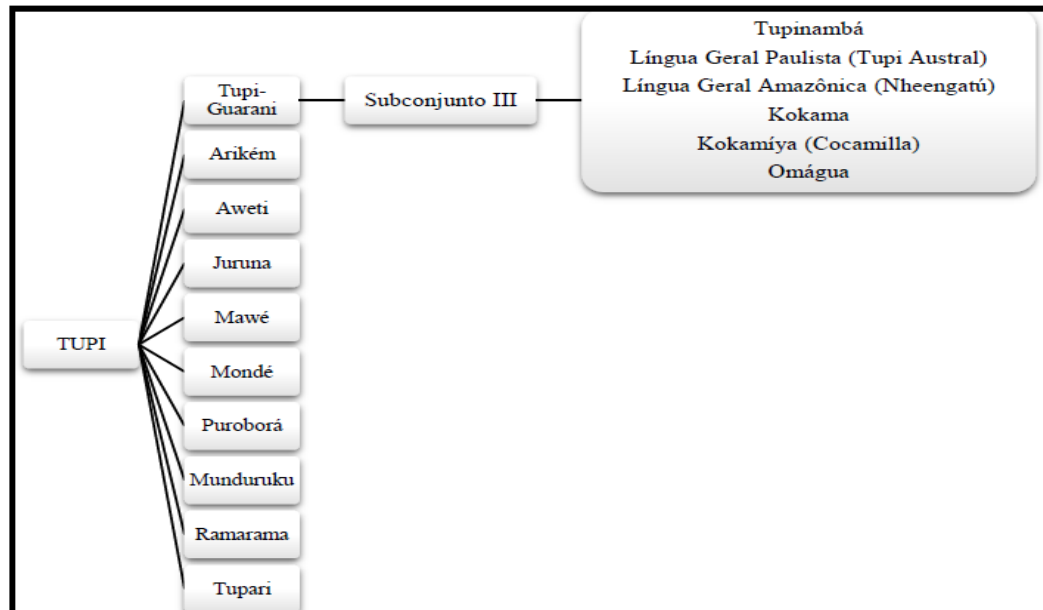 TUPI
Tupi-
Guarani
Arikém
Aweti
Juruna
Mawé
Mondé
Puroborá
Munduruku
Ramarama
Tupari
Subconjunto III
Tupinambá
Língua Geral Paulista (Tupi Austral)
Língua Geral Amazônica (Nheengatú)
Kokama
Kokamíya (Cocamilla)
Omágua